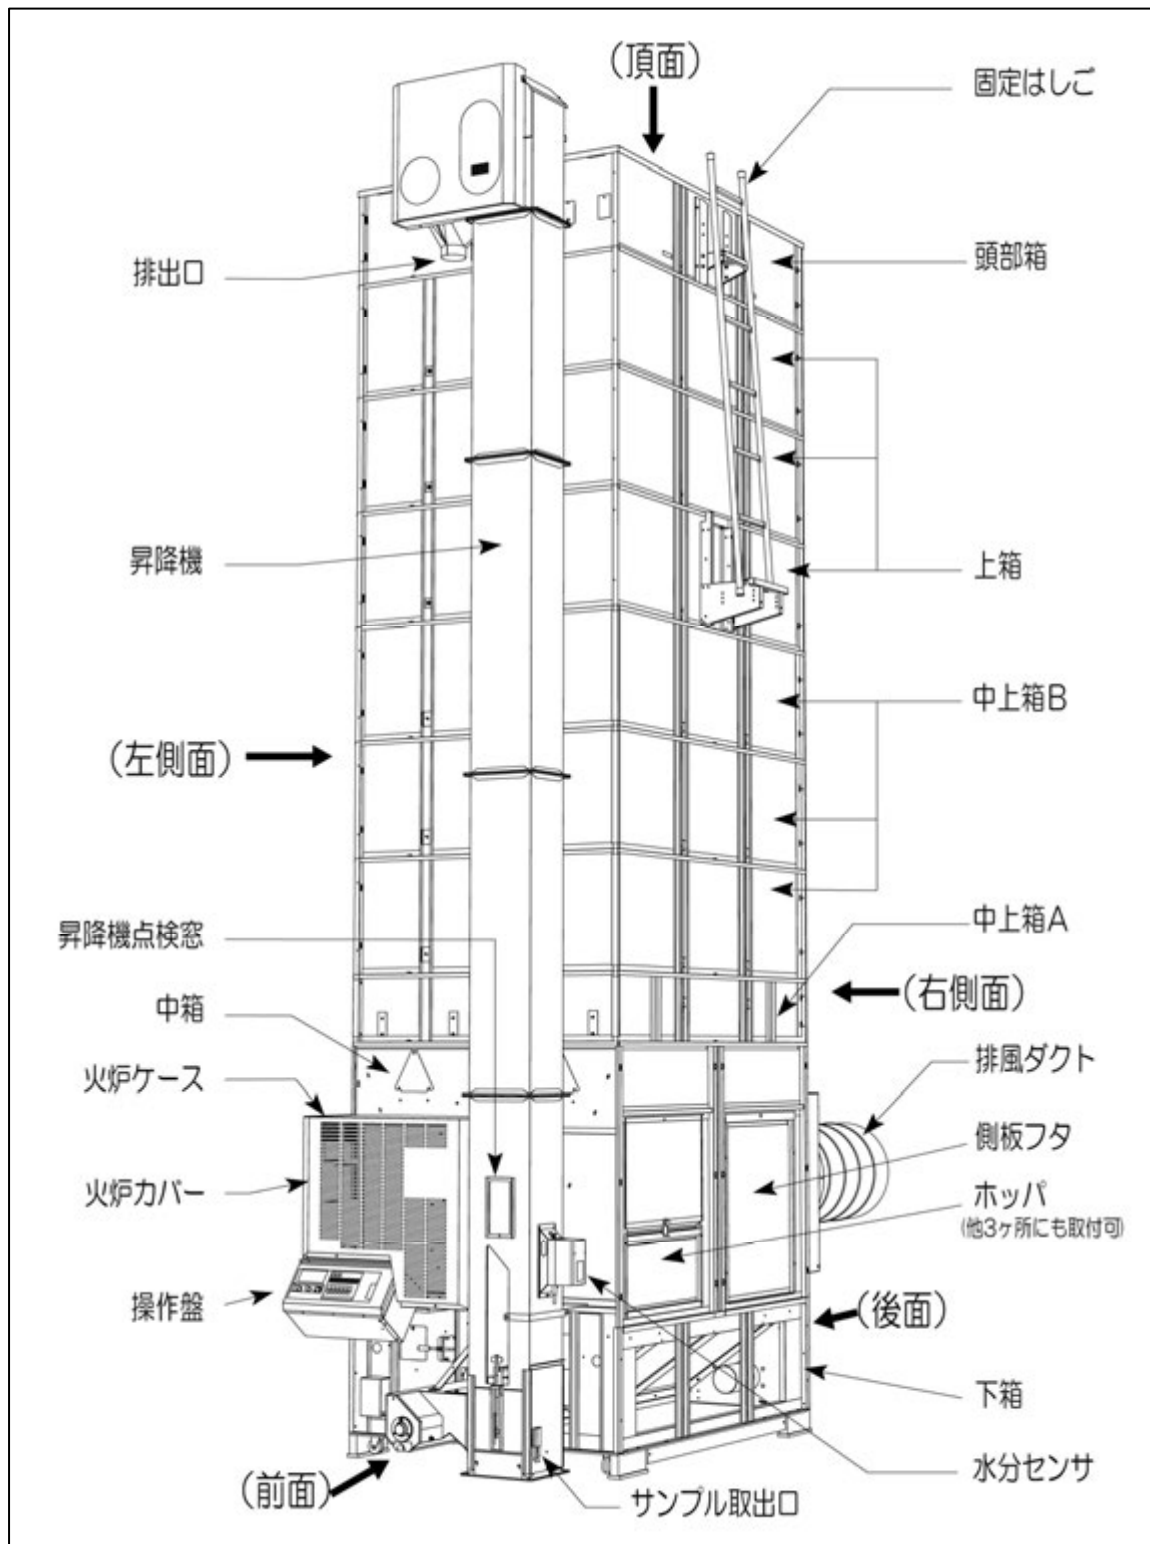 (頂面)
固定はしご
排出口
頭部箱
昇降機
上箱
中上箱B
(左側面)
昇降機点検窓
中上箱A
中箱
(右側面)
火炉ケース
排風ダクト
側板フタ
火炉カバー
ホッパ
(他3ヶ所にも取付可)
操作盤
(後面)
下箱
水分センサ
(前面)
サンプル取出口